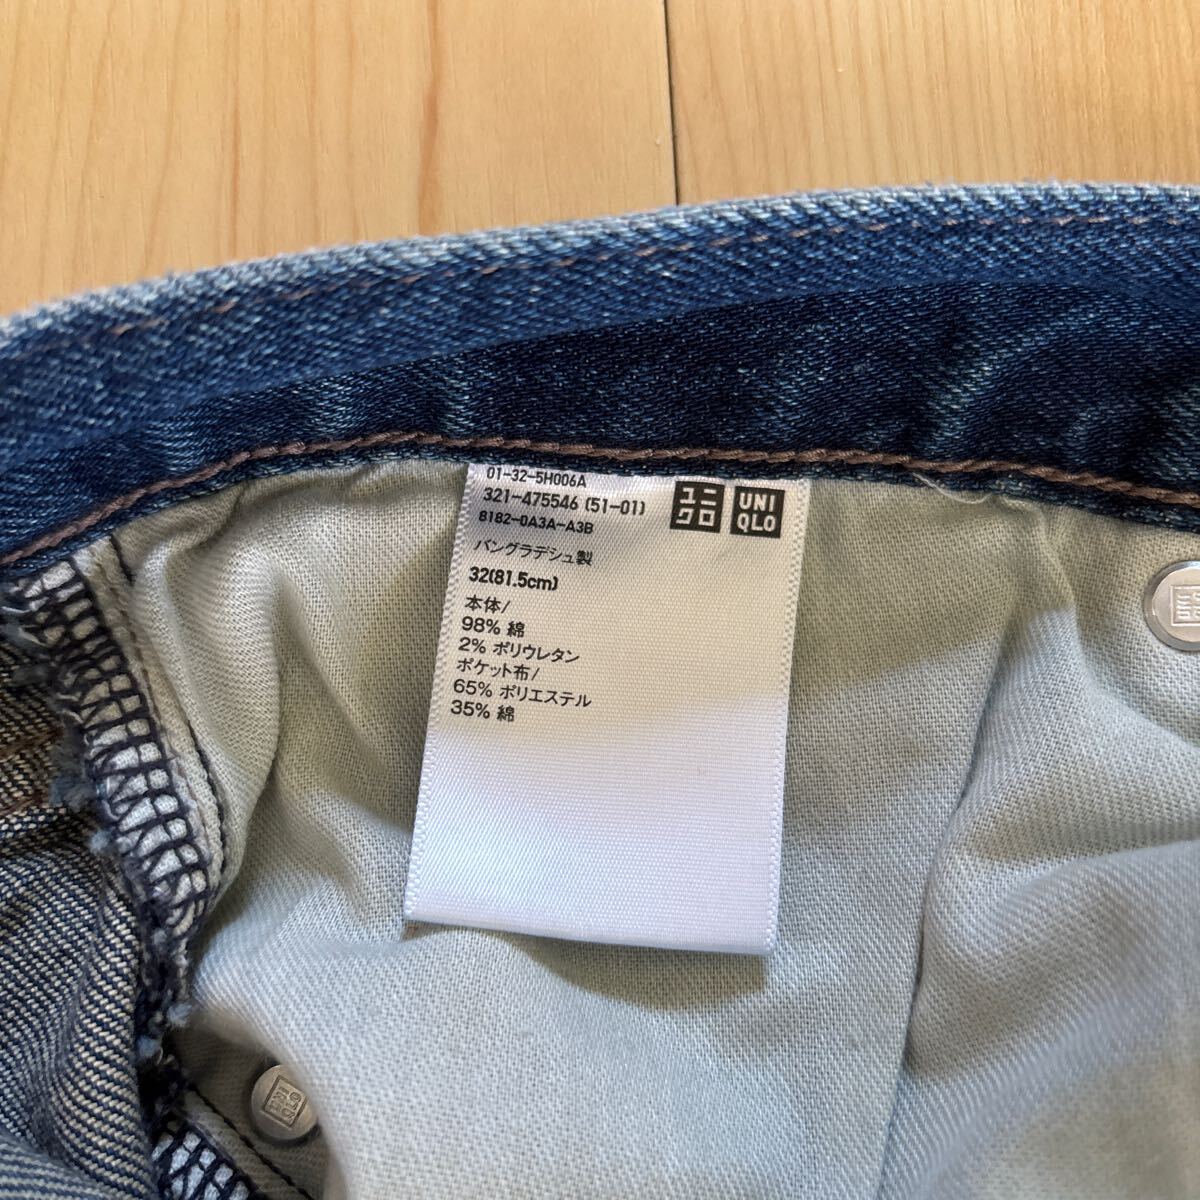 01-32-5H006A
321-475546 (51-01)
8182-0A3A-A3B
ユニ
クロ
UNI
QLO
バングラデシュ製
32(81.5cm)
本体/
98% 綿
2% ポリウレタン
ポケット布/
65% ポリエステル
35% 綿